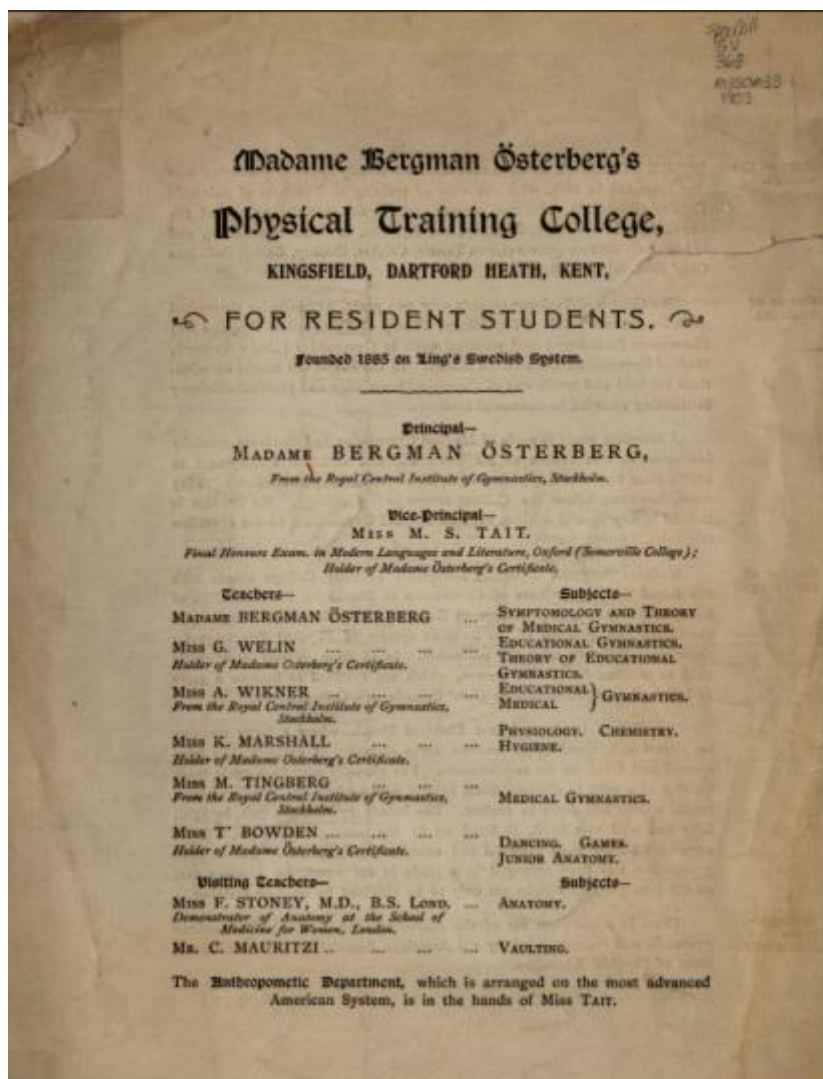 GV
Madame Bergman Österberg's
Physical Training College,
KINGSFIELD, DARTFORD HEATH, KENT,
FOR RESIDENT STUDENTS.
Founded 1885 on Ling's Swedish System.
Principal—
MADAME BERGMAN ÖSTERBERG,
From the Royal Central Institute of Gymnastics, Stockholm.
Vice-Principal—
MISS M. S. TAIT.
Final Honours Exam. in Modern Languages and Literature, Oxford (Somerville College);
Holder of Madame Österberg's Certificate.
Teachers— Subjects—
MADAME BERGMAN ÖSTERBERG ... SYMPTOMOLOGY AND THEORY
OF MEDICAL GYMNASTICS.
MISS G. WELIN ... ... ... ... EDUCATIONAL GYMNASTICS.
Holder of Madame Osterberg's Certificate. THEORY OF EDUCATIONAL
GYMNASTICS.
MISS A. WIKNER .. ... ... ... EDUCATIONAL } GYMNASTICS.
From the Royal Central Institute of Gymnastics, MEDICAL
Stockholm.
MISS K. MARSHALL ... ... ... PHYSIOLOGY. CHEMISTRY.
Holder of Madame Osterberg's Certificate. HYGIENE.
MISS M. TINGBERG ... ... ...
From the Royal Central Institute of Gymnastics, MEDICAL GYMNASTICS.
Stockholm.
MISS T' BOWDEN ... ... ... ...
Holder of Madame Österberg's Certificate. DANCING. GAMES.
JUNIOR ANATOMY.
Visiting Teachers— Subjects—
MISS F. STONEY, M.D., B.S. LOND. ... ANATOMY.
Demonstrator of Anatomy at the School of
Medicine for Women, London.
MR. C. MAURITZI .. ... ... ... VAULTING.
The Anthropometic Department, which is arranged on the most advanced
American System, is in the hands of Miss TAIT.